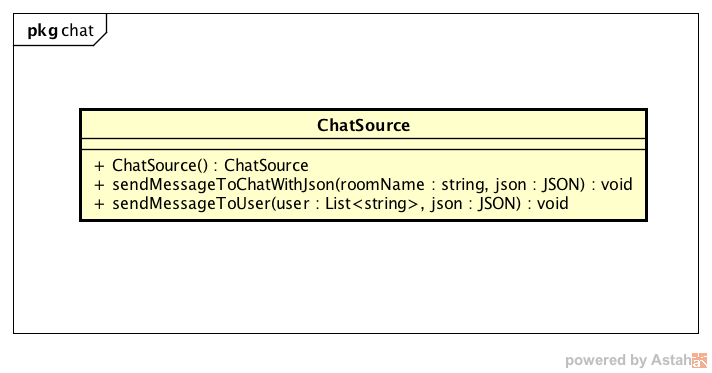 pkg chat
ChatSource
+ ChatSource() : ChatSource
+ sendMessageToChatWithJson(roomName : string, json : JSON) : void
+ sendMessageToUser(user : List<string>, json : JSON) : void
powered by Astah